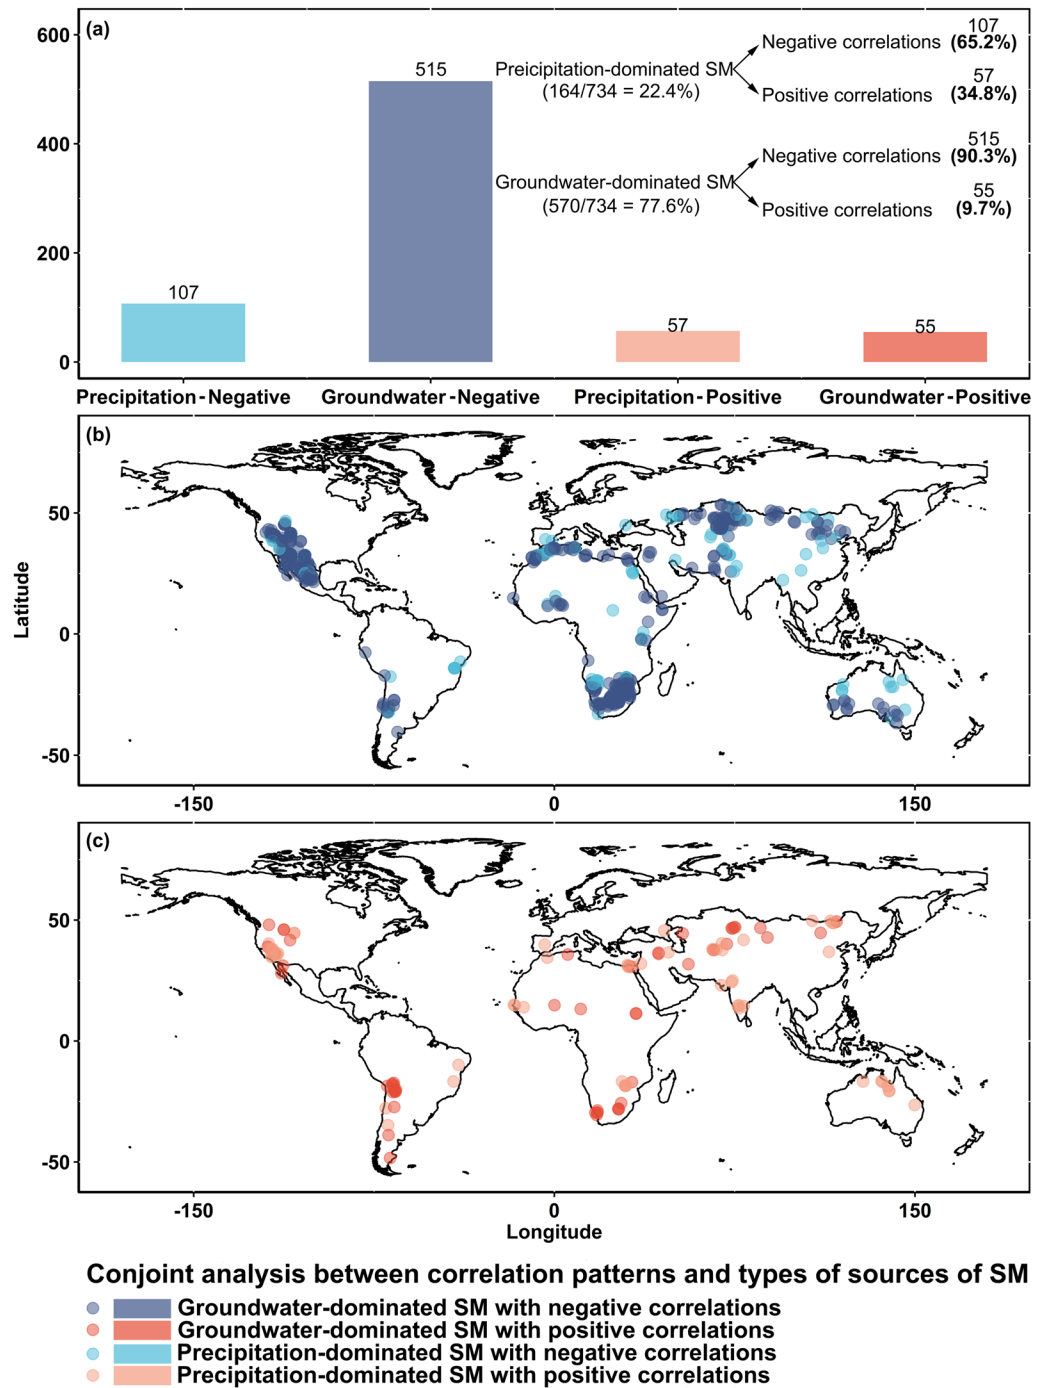 (a)
600
400
200
0
107
515
57
55
Preicipitation-dominated SM
(164/734 = 22.4%)
107
Negative correlations (65.2%)
57
Positive correlations (34.8%)
Groundwater-dominated SM
(570/734 = 77.6%)
515
Negative correlations (90.3%)
55
Positive correlations (9.7%)
Precipitation-Negative
Groundwater-Negative
Precipitation-Positive
Groundwater-Positive
(b)
50
0
-50
Latitude
-150
0
150
(c)
50
0
-50
-150
0
150
Longitude
Conjoint analysis between correlation patterns and types of sources of SM
Groundwater-dominated SM with negative correlations
Groundwater-dominated SM with positive correlations
Precipitation-dominated SM with negative correlations
Precipitation-dominated SM with positive correlations